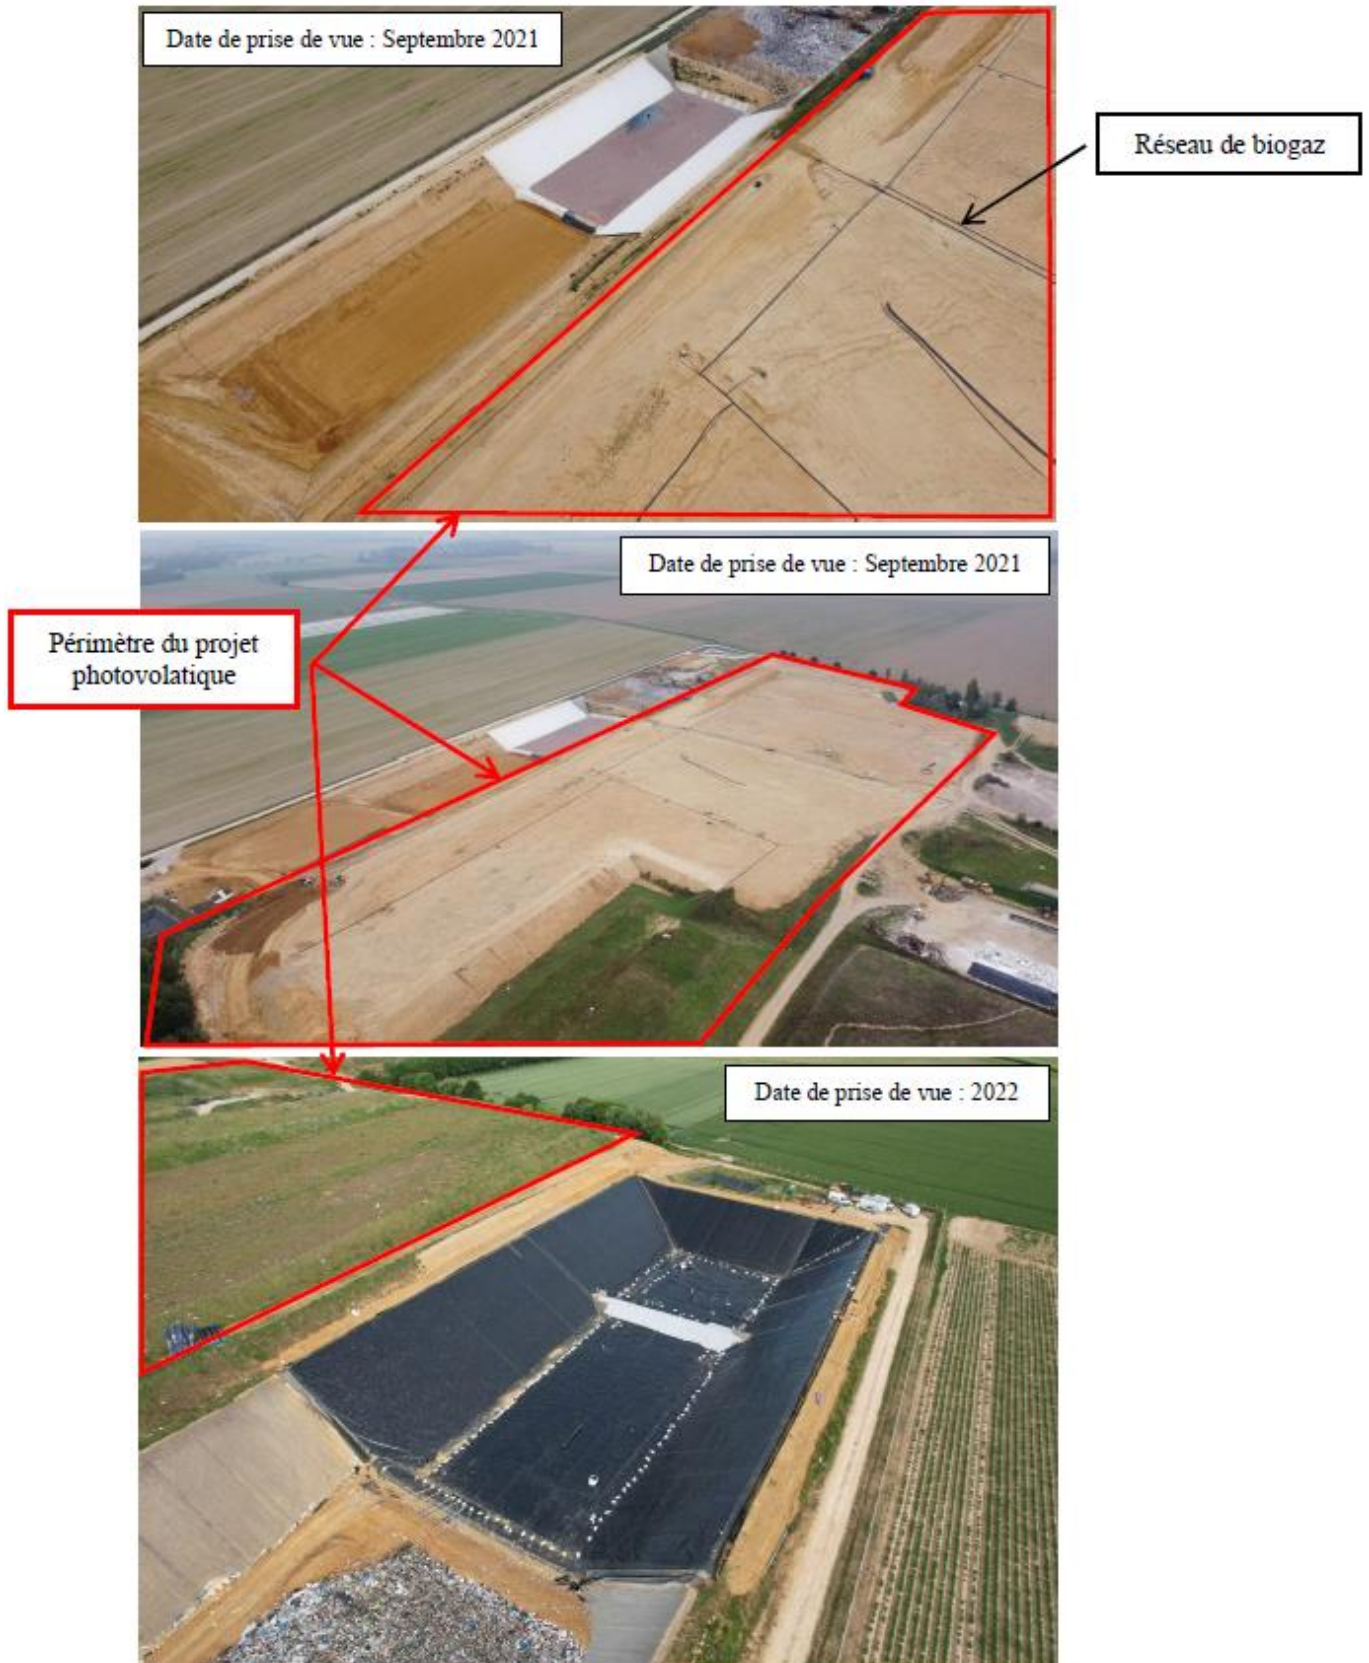 Date de prise de vue : Septembre 2021
Réseau de biogaz
Date de prise de vue : Septembre 2021
Périmètre du projet
photovolatique
Date de prise de vue : 2022